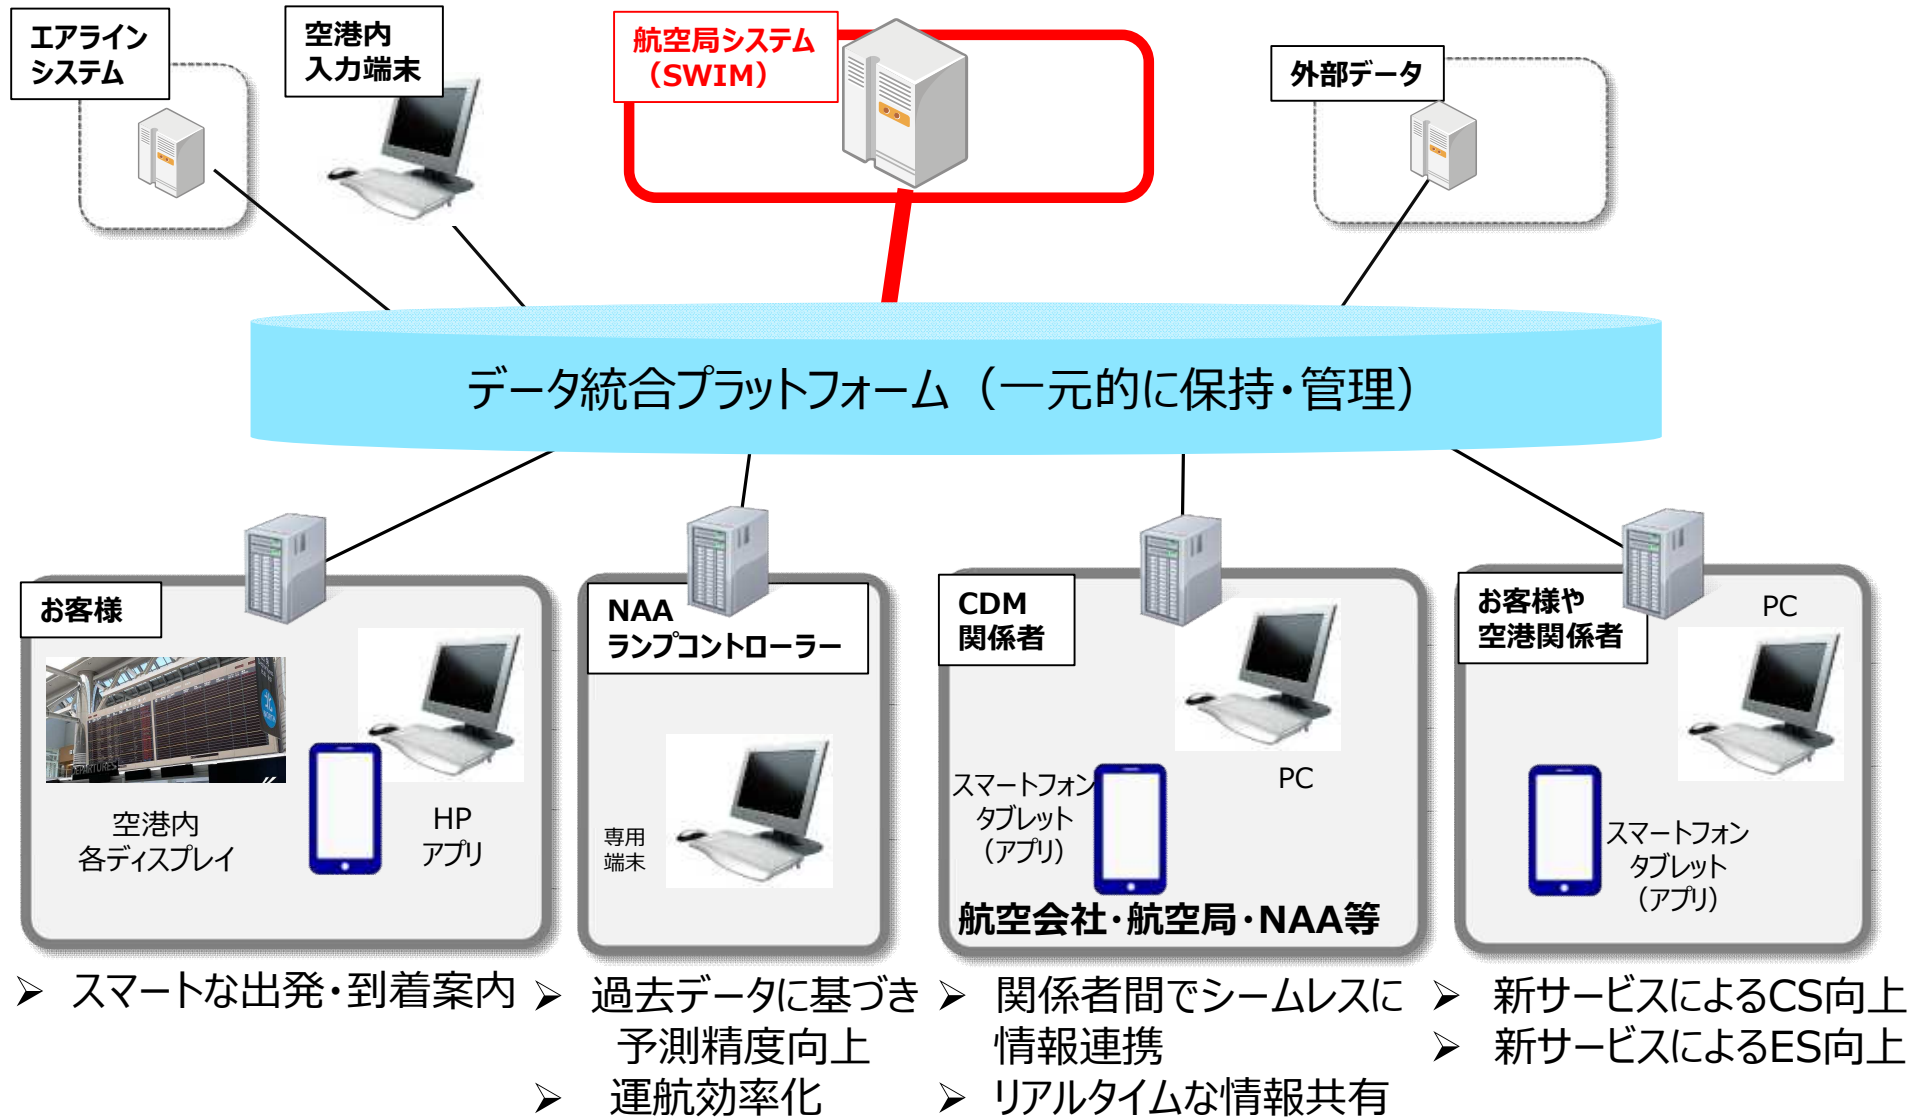 エアライン
システム
空港内
入力端末
航空局システム
（SWIM）
外部データ
データ統合プラットフォーム（一元的に保持・管理）
お客様
空港内
各ディスプレイ
HP
アプリ
NAA
ランプコントローラー
専用
端末
CDM
関係者
PC
スマートフォン
タブレット
（アプリ）
航空会社・航空局・NAA等
お客様や
空港関係者
PC
スマートフォン
タブレット
（アプリ）
➢ スマートな出発・到着案内
➢ 過去データに基づき
予測精度向上
➢ 運航効率化
➢ 関係者間でシームレスに
情報連携
➢ リアルタイムな情報共有
➢ 新サービスによるCS向上
➢ 新サービスによるES向上